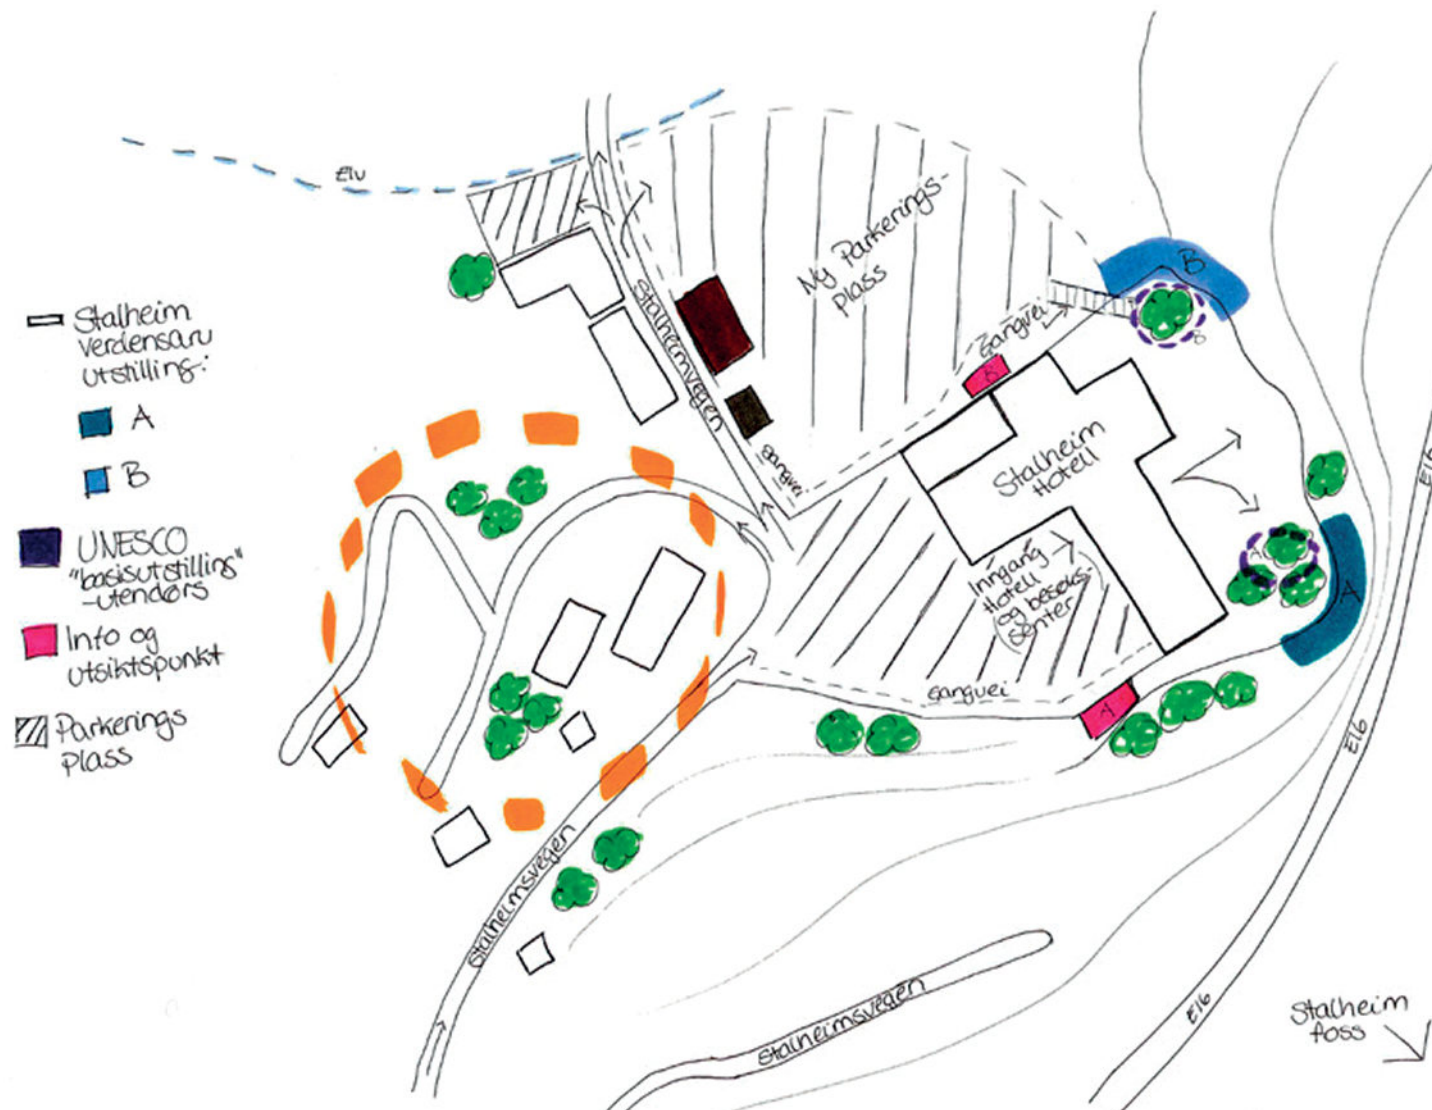 Elv
Stalheim
verdensarv
utstilling:
A
B
UNESCO
"basisutstilling"
-utendørs
Info og
utsiktspunkt
Parkerings
plass
Stalheimvegen
Ny Parkerings-
plass
Gangvei
B
B
B
Gangvei
Stalheim
Hotell
Inngang
Hotell
og besøks-
senter
A
A
Gangvei
A
E16
E16
E16
Stalheimsvegen
Stalheimsvegen
Stalheim
foss